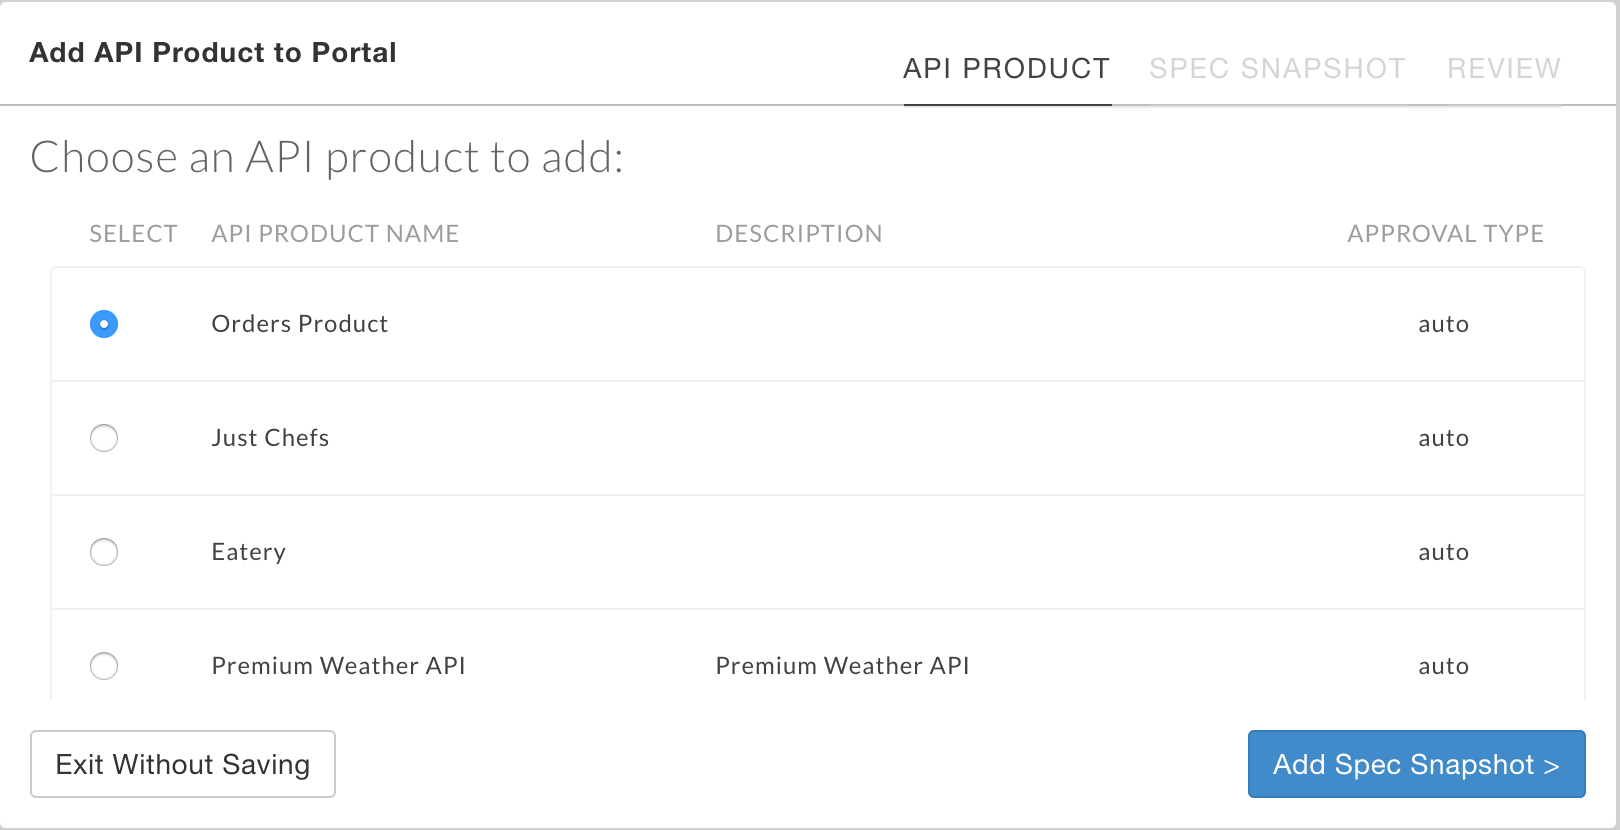 Add API Product to Portal
API PRODUCT SPEC SNAPSHOT REVIEW
Choose an API product to add:
SELECT API PRODUCT NAME DESCRIPTION APPROVAL TYPE
Orders Product auto
Just Chefs auto
Eatery auto
Premium Weather API Premium Weather API auto
Exit Without Saving Add Spec Snapshot >